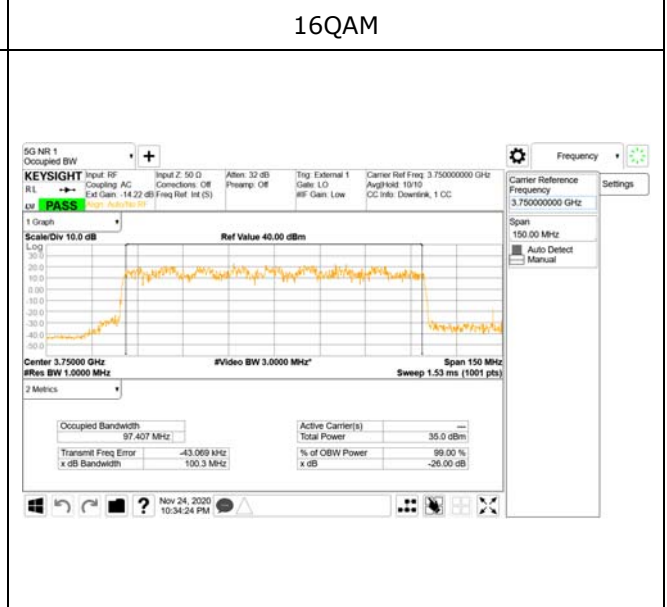 16QAM
5G NR 1
Occupied BW
Frequency
KEYSIGHT
Input: RF
Coupling: AC
Ext Gain: -14.22 dB
Align: Auto/No RF
Input Z: 50 Ω
Corrections: Off
Freq Ref: Int (S)
Atten: 32 dB
Preamp: Off
Trig: External 1
Gate: LO
#IF Gain: Low
Carrier Ref Freq: 3.750000000 GHz
Avg|Hold: 10/10
CC Info: Downlink, 1 CC
RL
PASS
Carrier Reference
Frequency
3.750000000 GHz
Settings
Span
150.00 MHz
Auto Detect
Manual
1 Graph
Scale/Div 10.0 dB
Ref Value 40.00 dBm
Log
30.0
20.0
10.0
0.00
-10.0
-20.0
-30.0
-40.0
-50.0
Center 3.75000 GHz
#Video BW 3.0000 MHz*
Span 150 MHz
#Res BW 1.0000 MHz
Sweep 1.53 ms (1001 pts)
2 Metrics
Occupied Bandwidth
97.407 MHz
Active Carrier(s)
---
Total Power
35.0 dBm
Transmit Freq Error
-43.069 kHz
% of OBW Power
99.00 %
x dB Bandwidth
100.3 MHz
x dB
-26.00 dB
?
Nov 24, 2020
10:34:24 PM